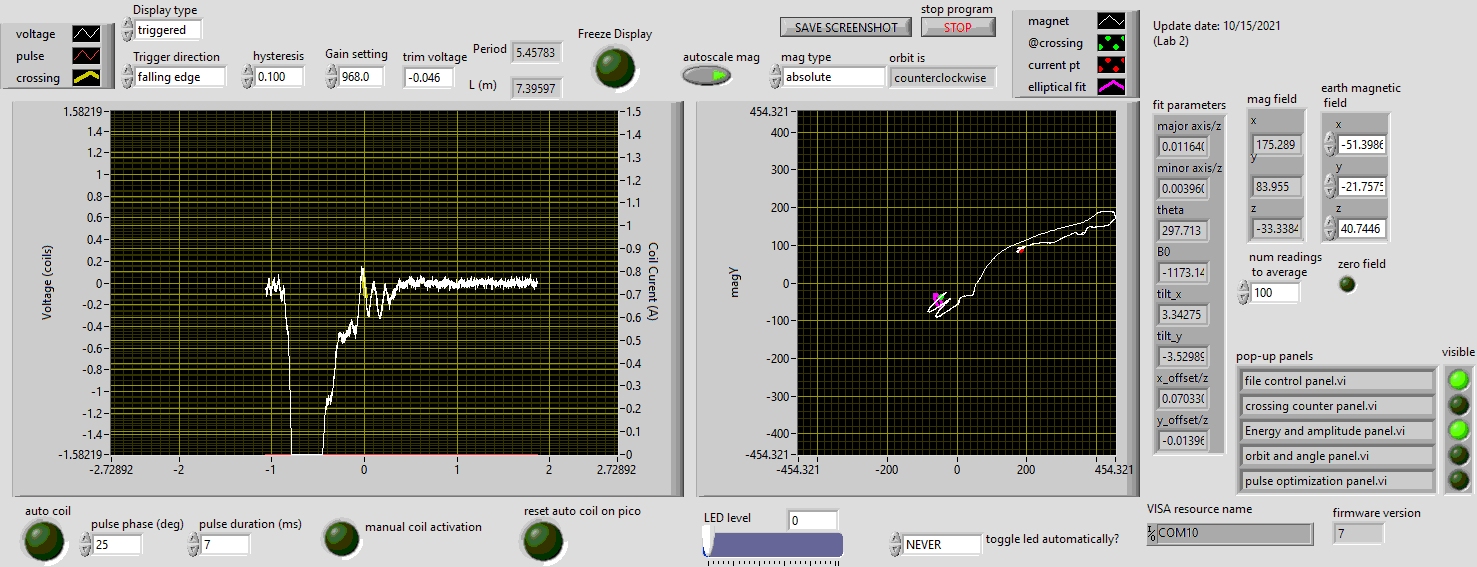 voltage
pulse
crossing
Display type
triggered
Trigger direction
falling edge
hysteresis
0.100
Gain setting
968.0
trim voltage
-0.046
Period
5.45783
L (m)
7.39597
Freeze Display
SAVE SCREENSHOT
stop program
STOP
autoscale mag
mag type
absolute
orbit is
counterclockwise
magnet
@crossing
current pt
elliptical fit
Update date: 10/15/2021
(Lab 2)
Voltage (coils)
1.58219
1.4
1.2
1
0.8
0.6
0.4
0.2
0
-0.2
-0.4
-0.6
-0.8
-1
-1.2
-1.4
-1.58219
-2.72892
-2
-1
0
1
2
2.72892
1.5
1.4
1.3
1.2
1.1
1
0.9
0.8
0.7
0.6
0.5
0.4
0.3
0.2
0.1
0
Coil Current (A)
magY
454.321
400
300
200
100
0
-100
-200
-300
-400
-454.321
-454.321
-200
0
200
454.321
fit parameters
major axis/z
0.01164(
minor axis/z
0.00396(
theta
297.713
B0
-1173.14
tilt_x
3.34275
tilt_y
-3.52989
x_offset/z
0.07033(
y_offset/z
-0.01396
mag field
x
175.289
y
83.955
z
-33.3384
earth magnetic
field
x
-51.3986
y
-21.7575
z
40.7446
num readings
to average
100
zero field
pop-up panels
visible
file control panel.vi
crossing counter panel.vi
Energy and amplitude panel.vi
orbit and angle panel.vi
pulse optimization panel.vi
auto coil
pulse phase (deg)
25
pulse duration (ms)
7
manual coil activation
reset auto coil on pico
LED level
0
NEVER
toggle led automatically?
VISA resource name
COM10
firmware version
7